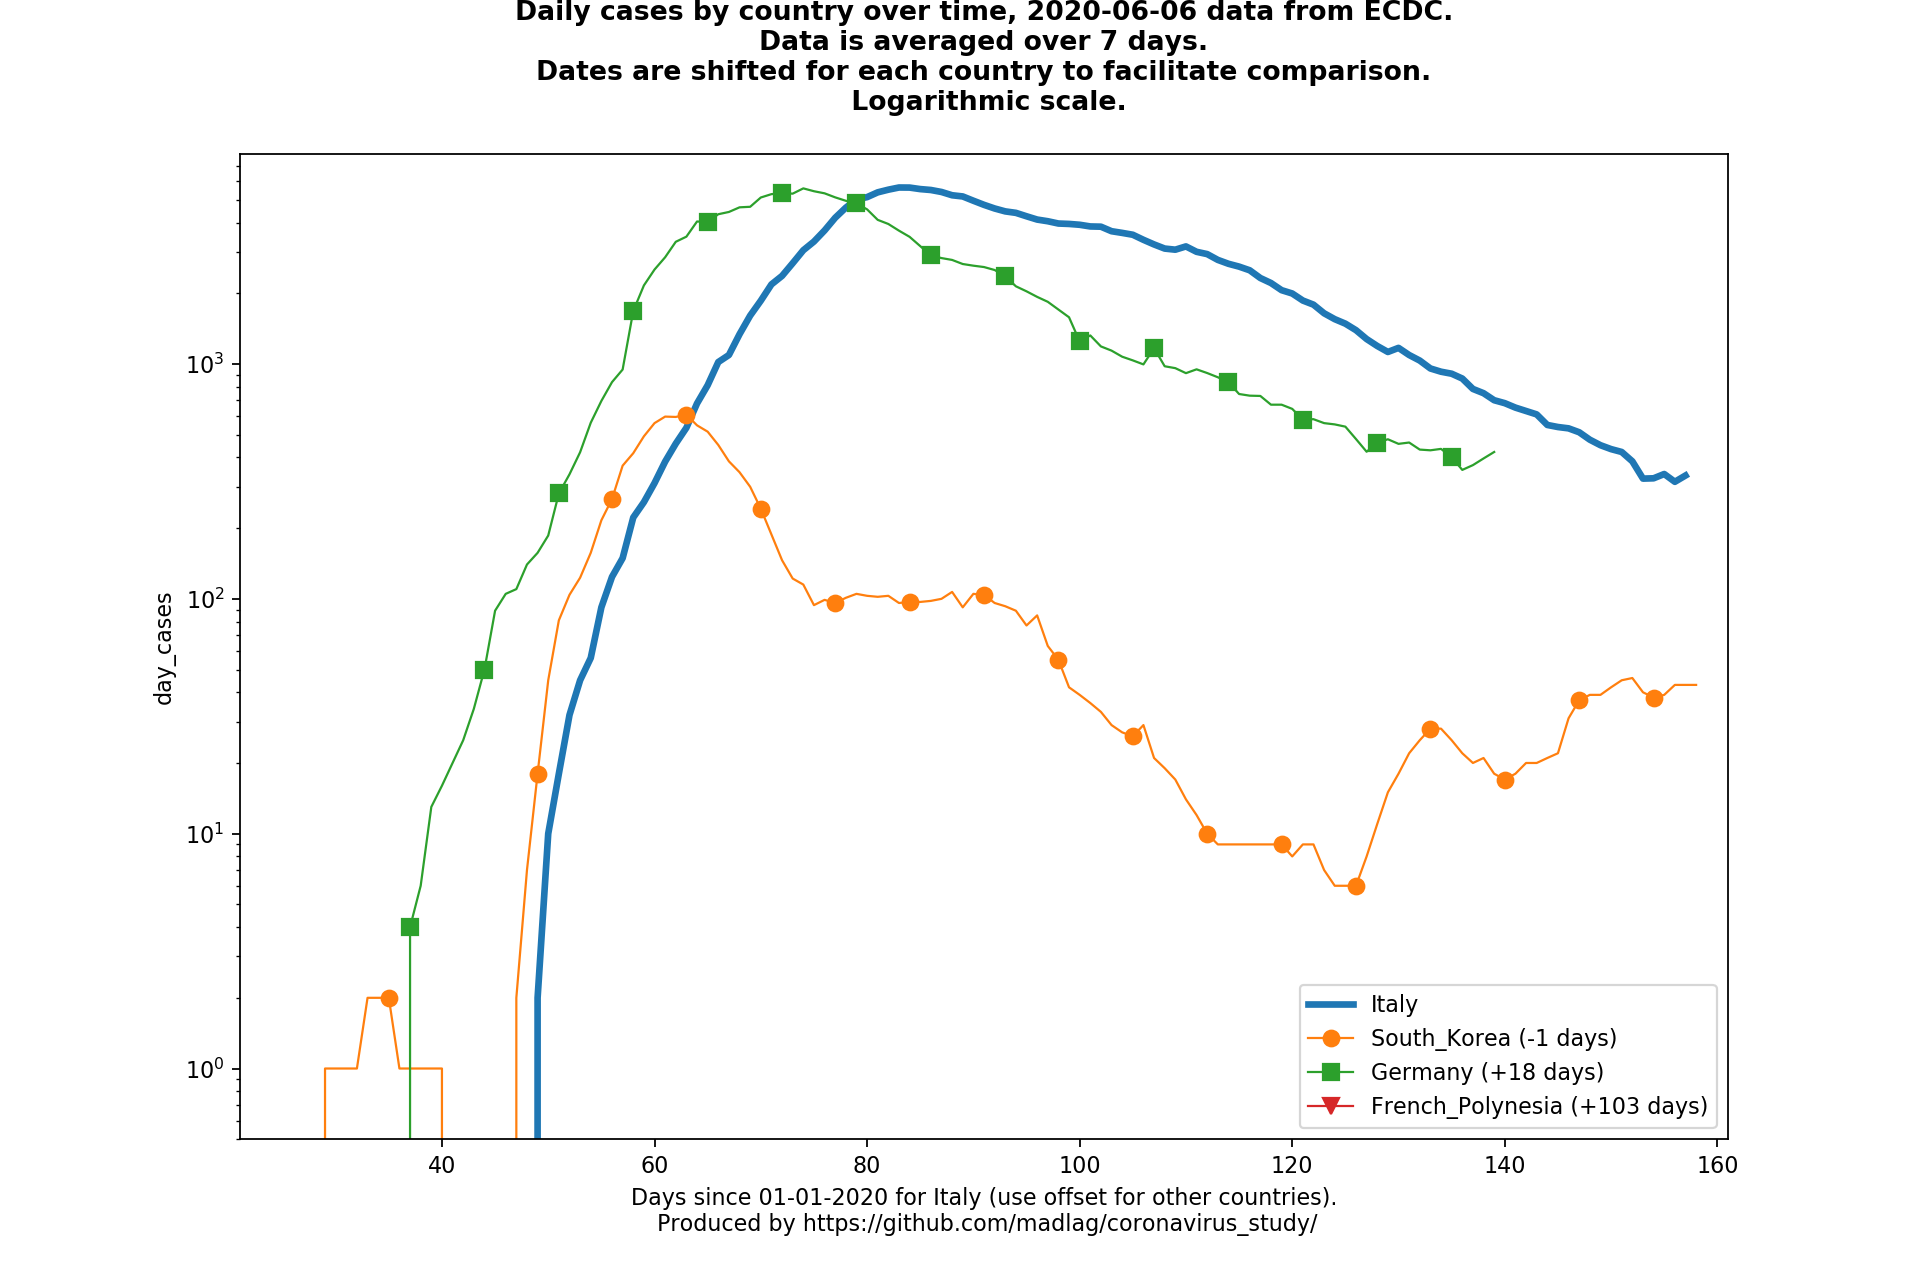 Daily cases by country over time, 2020-06-06 data from ECDC.
Data is averaged over 7 days.
Dates are shifted for each country to facilitate comparison.
Logarithmic scale.
day_cases
10³
10²
10¹
10⁰
Italy
South_Korea (-1 days)
Germany (+18 days)
French_Polynesia (+103 days)
40 60 80 100 120 140 160
Days since 01-01-2020 for Italy (use offset for other countries).
Produced by https://github.com/madlag/coronavirus_study/